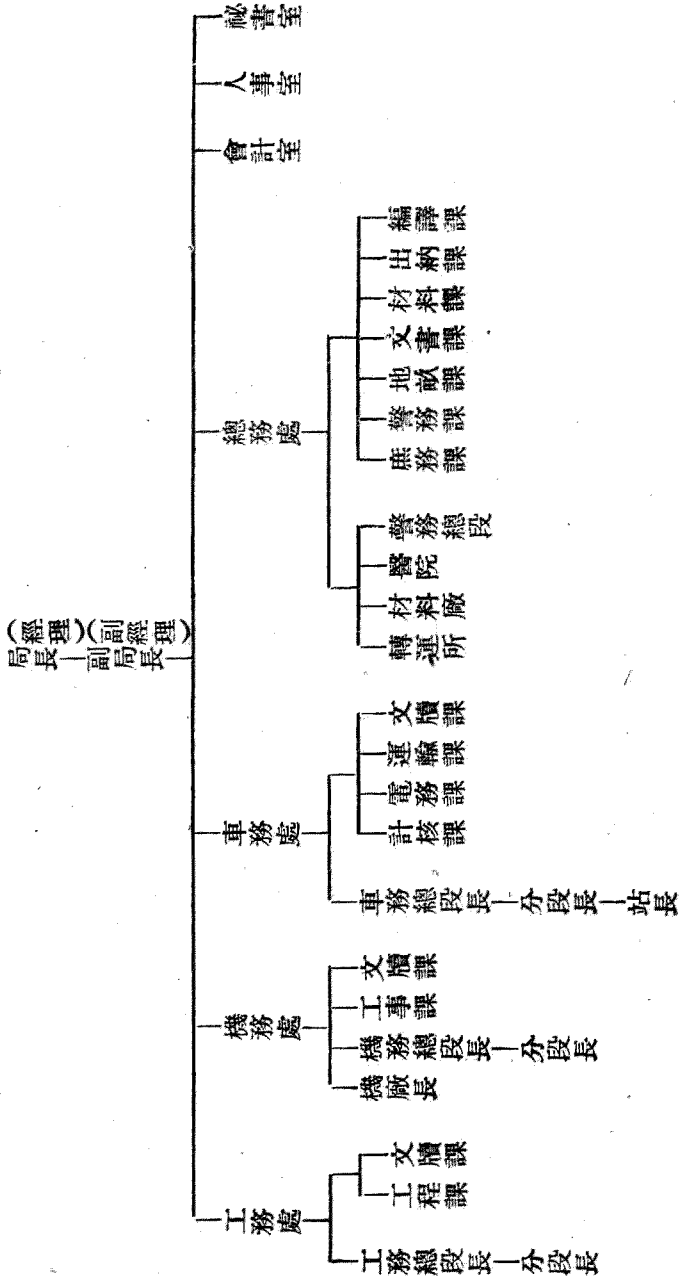 (經理)(副經理)
局長—副局長
秘書室
人事室
會計室
總務處
編譯課
出納課
材料課
文書課
地畝課
警務課
庶務課
警務總段
醫院
材料廠
轉運所
車務處
文牘課
運輸課
電務課
計核課
車務總段長—分段長—站長
機務處
文牘課
工事課
機務總段長—分段長
機廠長
工務處
文牘課
工程課
工務總段長—分段長